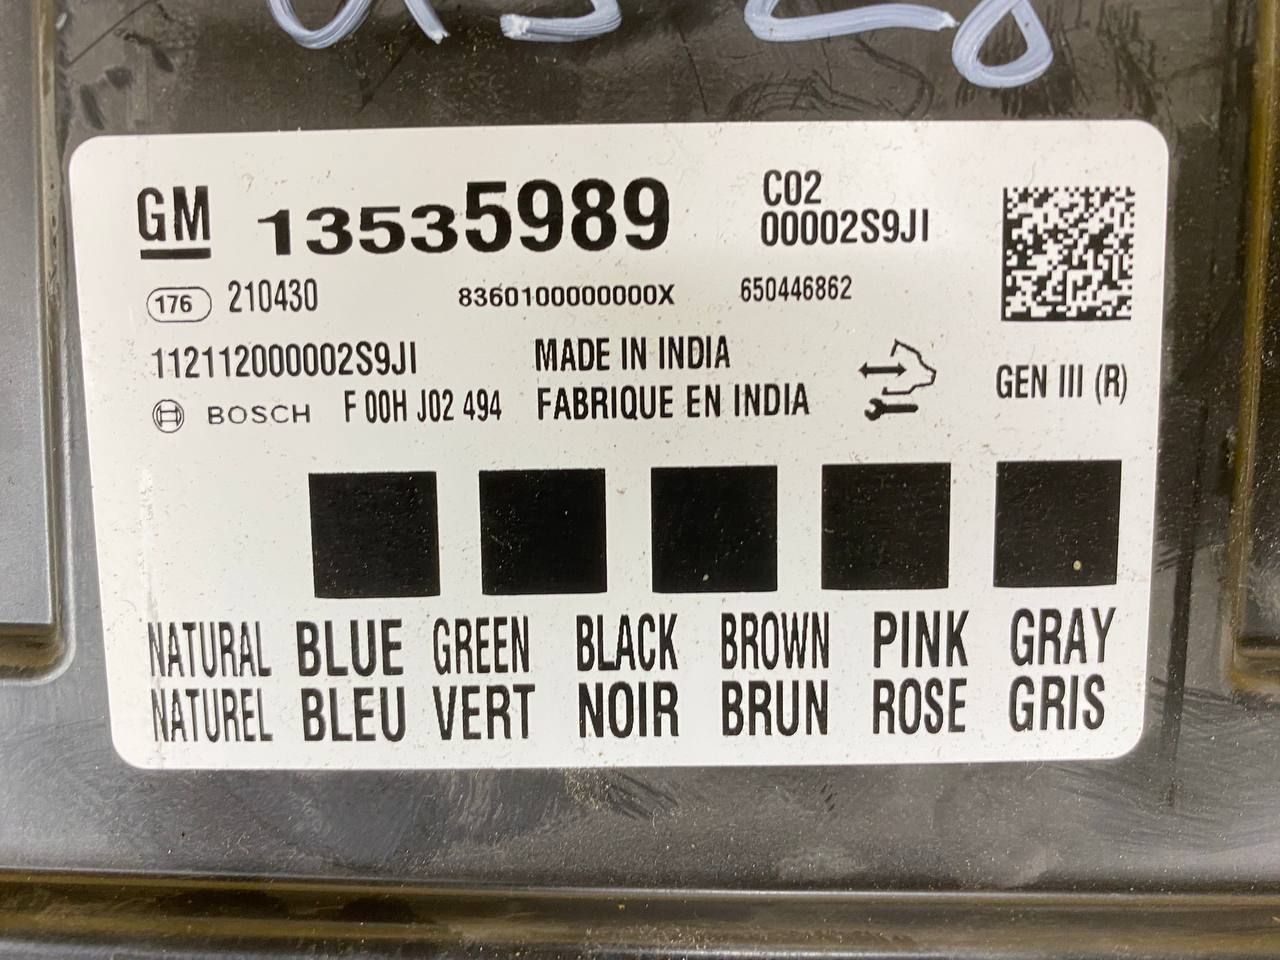 GM 13535989 C02
00002S9JI
176 210430 8360100000000X 650446862
112112000002S9JI MADE IN INDIA
BOSCH F 00H J02 494 FABRIQUE EN INDIA GEN III (R)
NATURAL BLUE GREEN BLACK BROWN PINK GRAY
NATUREL BLEU VERT NOIR BRUN ROSE GRIS